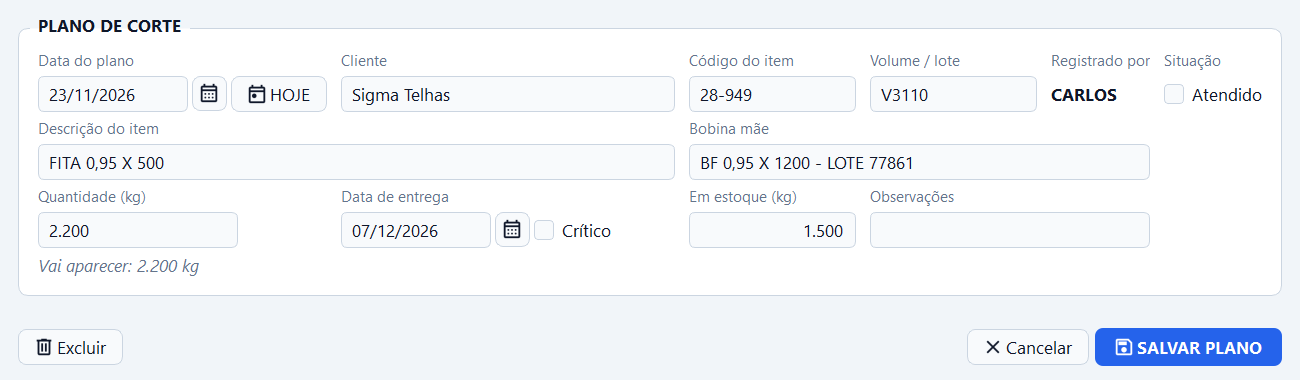 PLANO DE CORTE
Data do plano Cliente Código do item Volume / lote Registrado por Situação
23/11/2026 HOJE Sigma Telhas 28-949 V3110 CARLOS Atendido
Descrição do item Bobina mãe
FITA 0,95 X 500 BF 0,95 X 1200 - LOTE 77861
Quantidade (kg) Data de entrega Em estoque (kg) Observações
2.200 07/12/2026 Crítico 1.500
Vai aparecer: 2.200 kg
Excluir Cancelar SALVAR PLANO